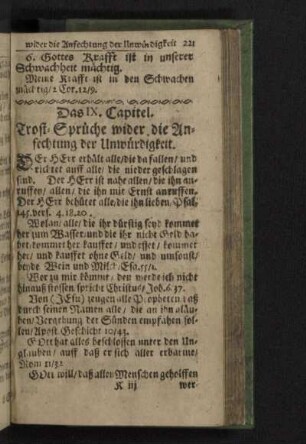 wider die Anfechtung der Unwürdigkeit 221
6. Gottes Krafft ist in unserer
Schwachheit mächtig.
Meine Krafft ist in den Schwachen
mächtig/ 2 Cor. 12/9.
Das IX. Capitel.
Trost-Sprüche wider die An-
fechtung der Unwürdigkeit.
DEr HErr erhält alle/die da fallen/ und
richtet auff alle/ die nieder geschlagen
sind. Der HErr ist nahe allen/ die ihn an-
ruffen/ allen/ die ihn mit Ernst anruffen.
Der HErr behütet alle/die ihn lieben/ Psal.
145. vers. 4.18.20.
Wolan/ alle/ die ihr dürstig seyd kommet
her zum Wasser/ und die ihr nicht Geld ha-
bet/ kommet her kauffet/ und esset/ kommet
her/ und kauffet ohne Geld/ und umsonst/
beyde Wein und Milch/ Esa. 55/1.
Wer zu mir kömmt/ den werde ich nicht
hinauß stossen spricht Christus/ Joh. 6. 37.
Von (JEsu) zeugen alle Propheten/ daß
durch seinen Namen alle/ die an ihn gläu-
ben/ Vergebung der Sünden empfahen sol-
len/ Apost. Geschicht 10/43.
GOtt hat alles beschlossen unter den Un-
glauben/ auff daß er sich aller erbarme/
Rom 11/32.
GOtt will/ daß allen Menschen geholffen
K iij wer-